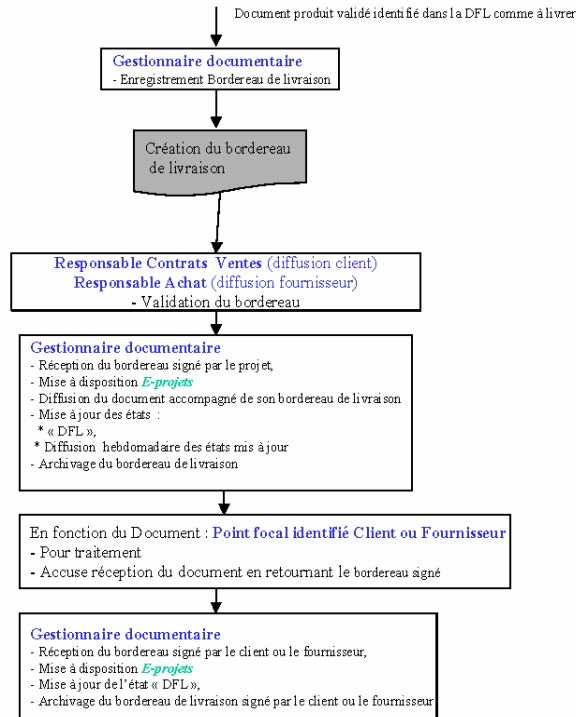 Document produit validé identifié dans la DFL comme à livrer
Gestionnaire documentaire
- Enregistrement Bordereau de livraison
Création du bordereau
de livraison
Responsable Contrats Ventes (diffusion client)
Responsable Achat (diffusion fournisseur)
- Validation du bordereau
Gestionnaire documentaire
- Réception du bordereau signé par le projet,
- Mise à disposition E-projets
- Diffusion du document accompagné de son bordereau de livraison
- Mise à jour des états :
* « DFL »,
* Diffusion hebdomadaire des états mis à jour
- Archivage du bordereau de livraison
En fonction du Document : Point focal identifié Client ou Fournisseur
- Pour traitement
- Accuse réception du document en retournant le bordereau signé
Gestionnaire documentaire
- Réception du bordereau signé par le client ou le fournisseur,
- Mise à disposition E-projets
- Mise à jour de l'état « DFL »,
- Archivage du bordereau de livraison signé par le client ou le fournisseur